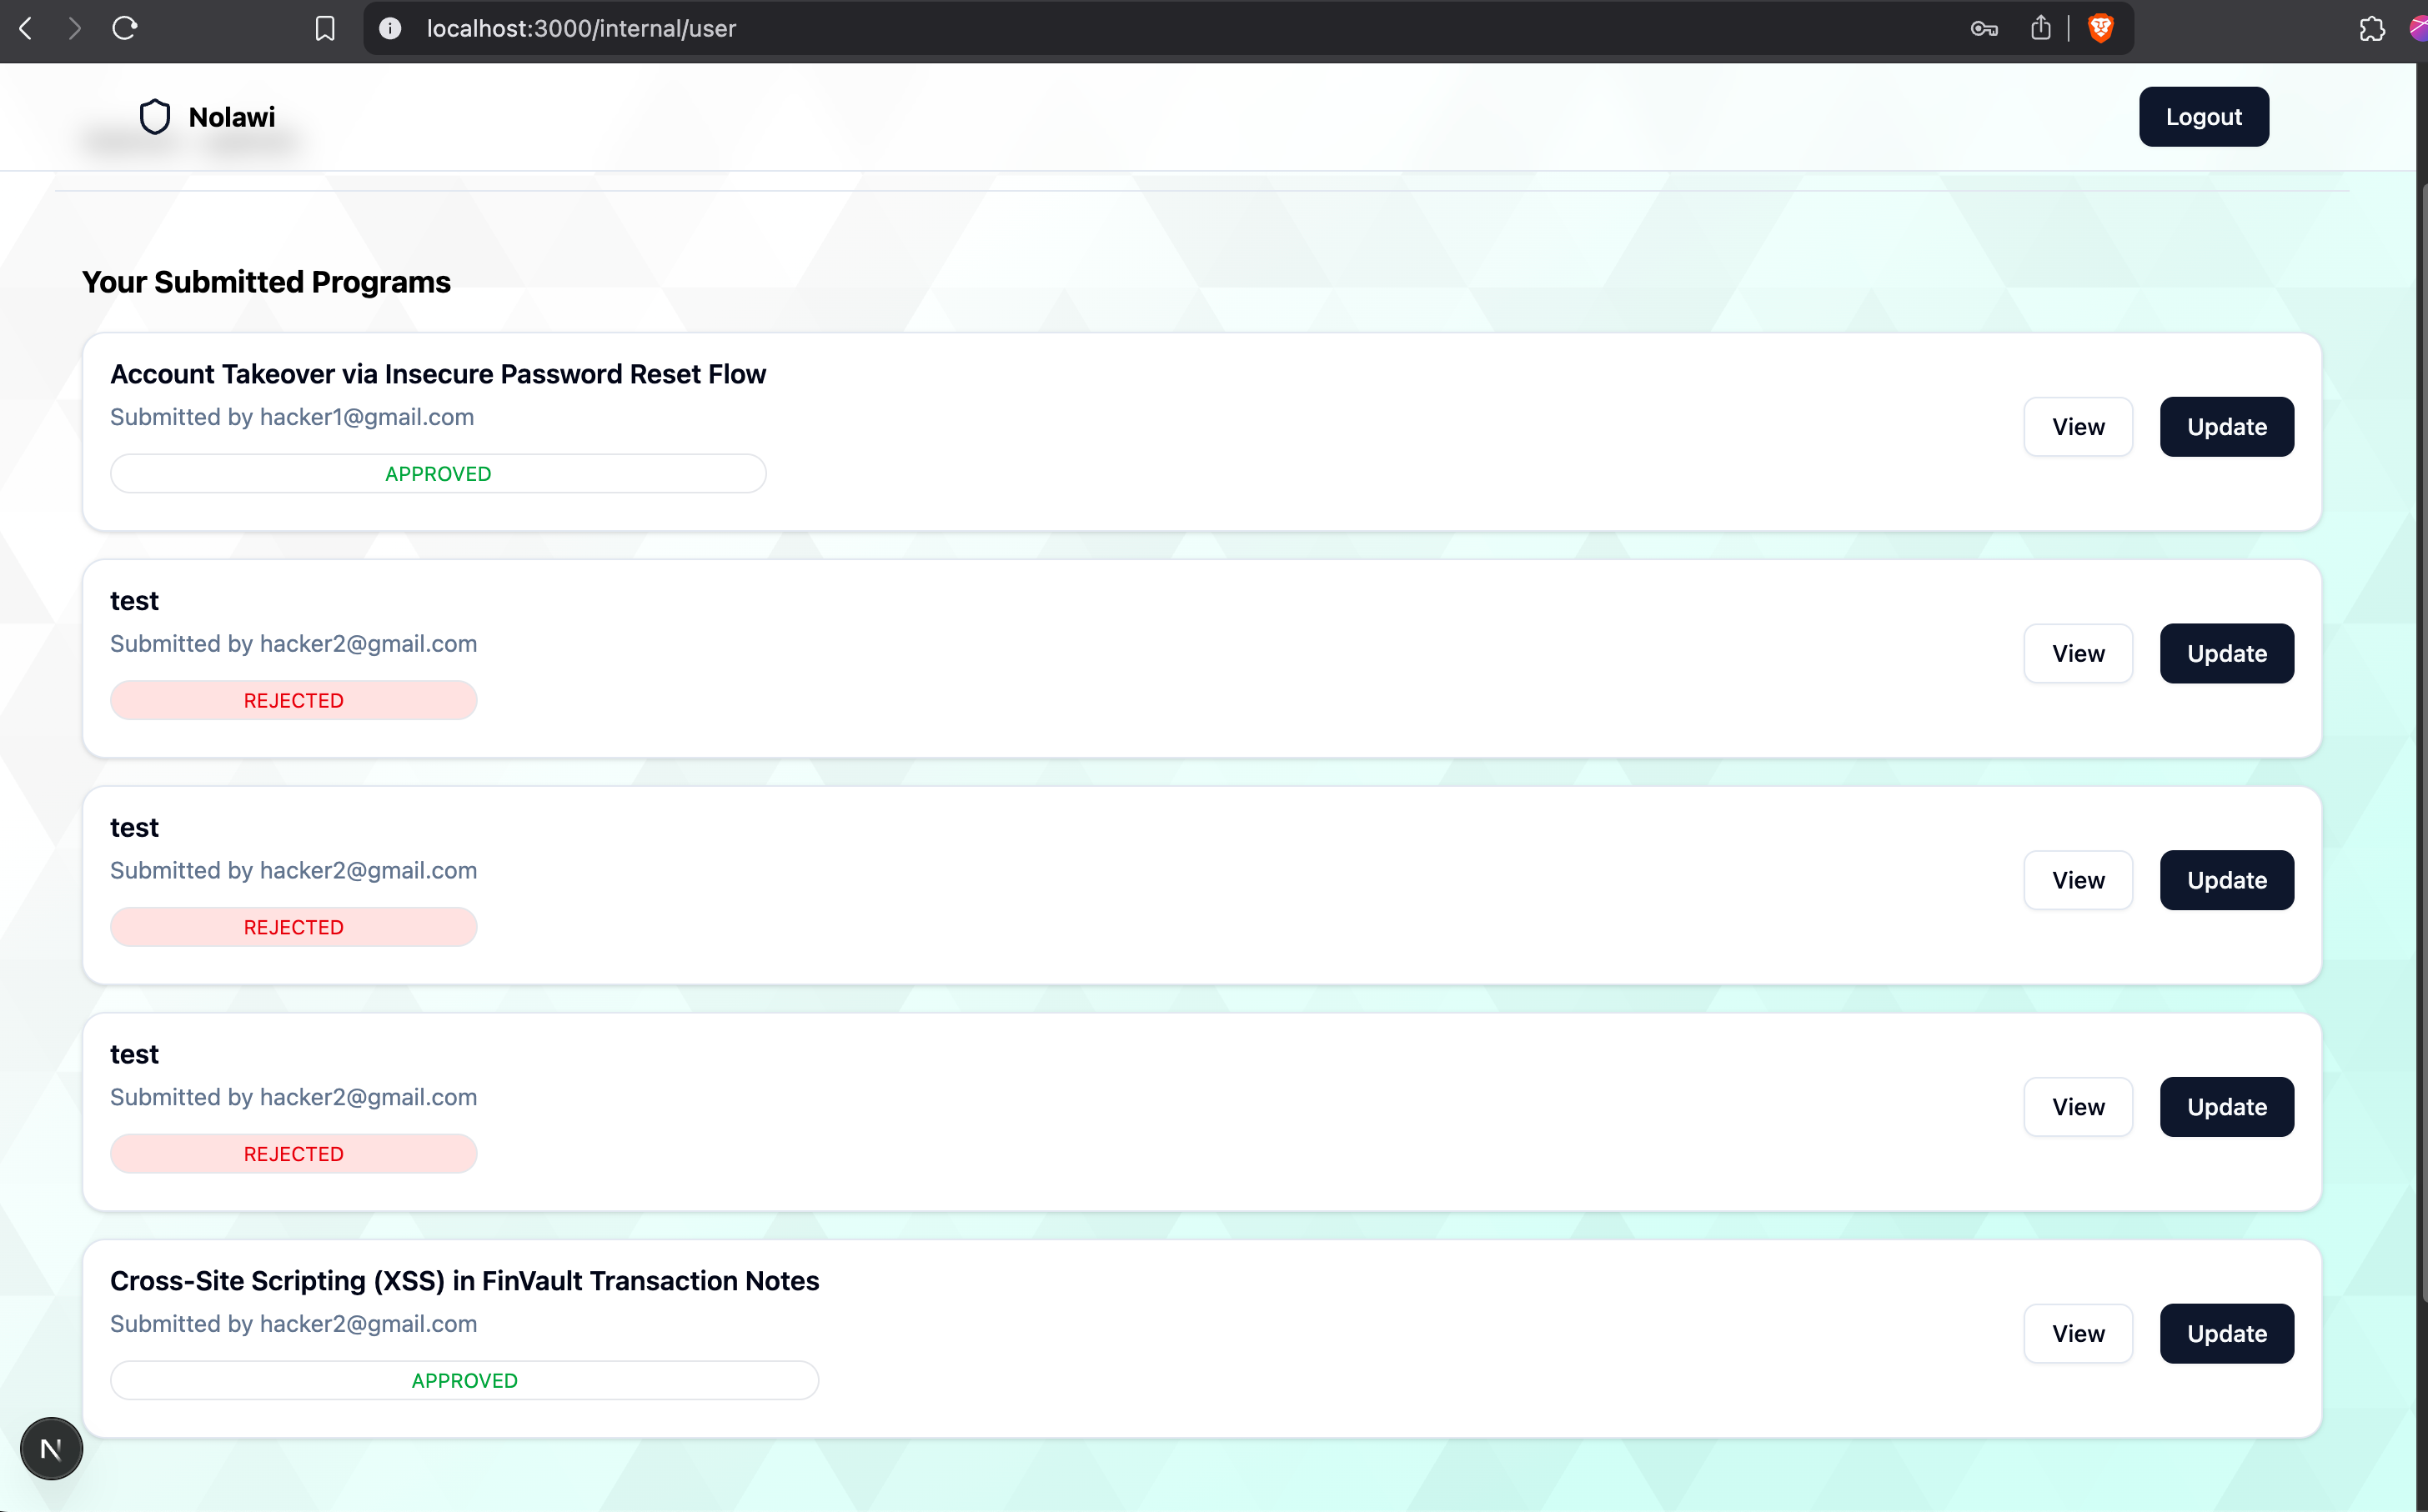 localhost:3000/internal/user
Nolawi
Logout
Your Submitted Programs
Account Takeover via Insecure Password Reset Flow
Submitted by hacker1@gmail.com
APPROVED
View
Update
test
Submitted by hacker2@gmail.com
REJECTED
View
Update
test
Submitted by hacker2@gmail.com
REJECTED
View
Update
test
Submitted by hacker2@gmail.com
REJECTED
View
Update
Cross-Site Scripting (XSS) in FinVault Transaction Notes
Submitted by hacker2@gmail.com
APPROVED
View
Update
N